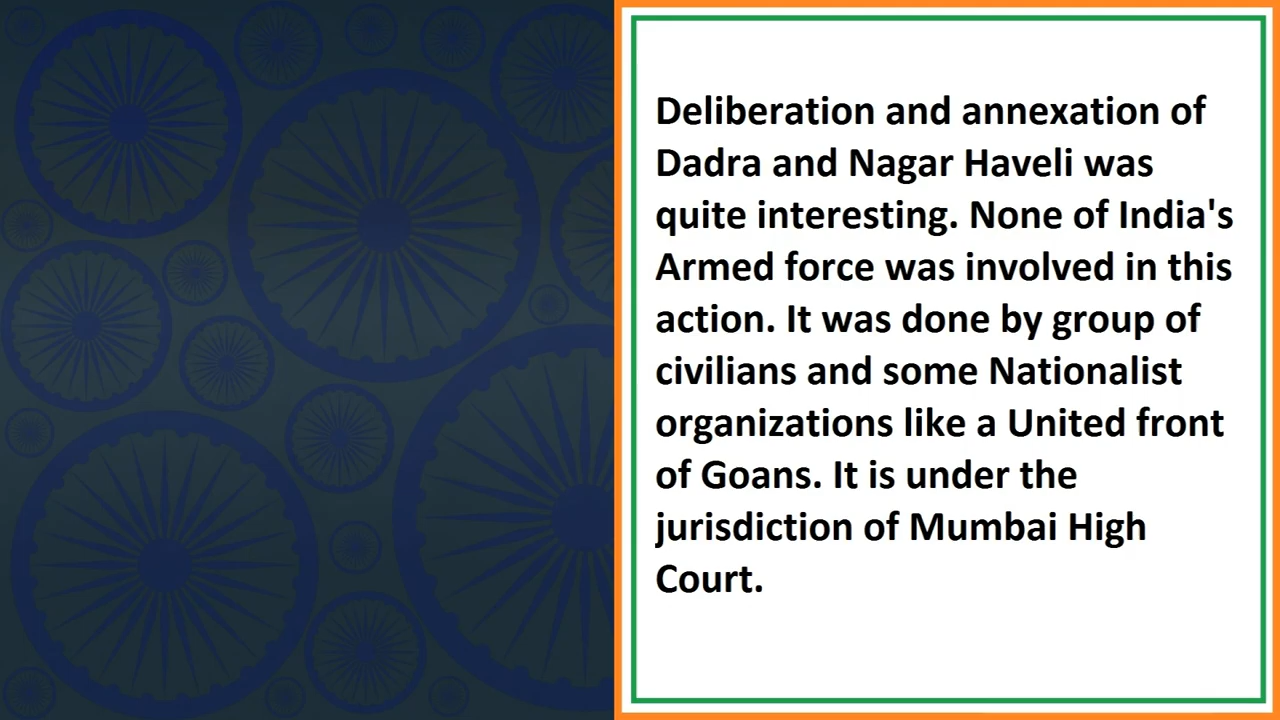 Deliberation and annexation of
Dadra and Nagar Haveli was
quite interesting. None of India's
Armed force was involved in this
action. It was done by group of
civilians and some Nationalist
organizations like a United front
of Goans. It is under the
jurisdiction of Mumbai High
Court.